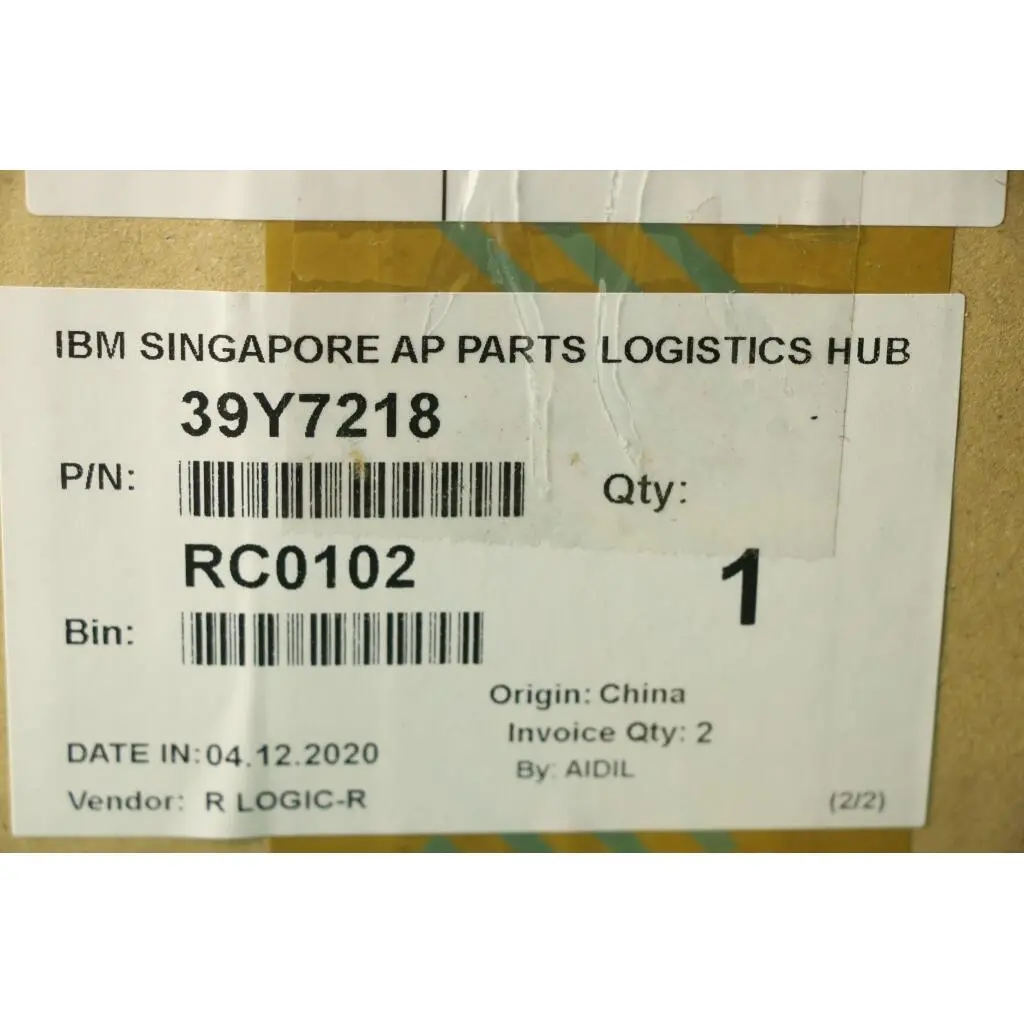 IBM SINGAPORE AP PARTS LOGISTICS HUB
39Y7218
P/N:
Qty:
RC0102
1
Bin:
Origin: China
Invoice Qty: 2
DATE IN:04.12.2020
By: AIDIL
Vendor: R LOGIC-R
(2/2)